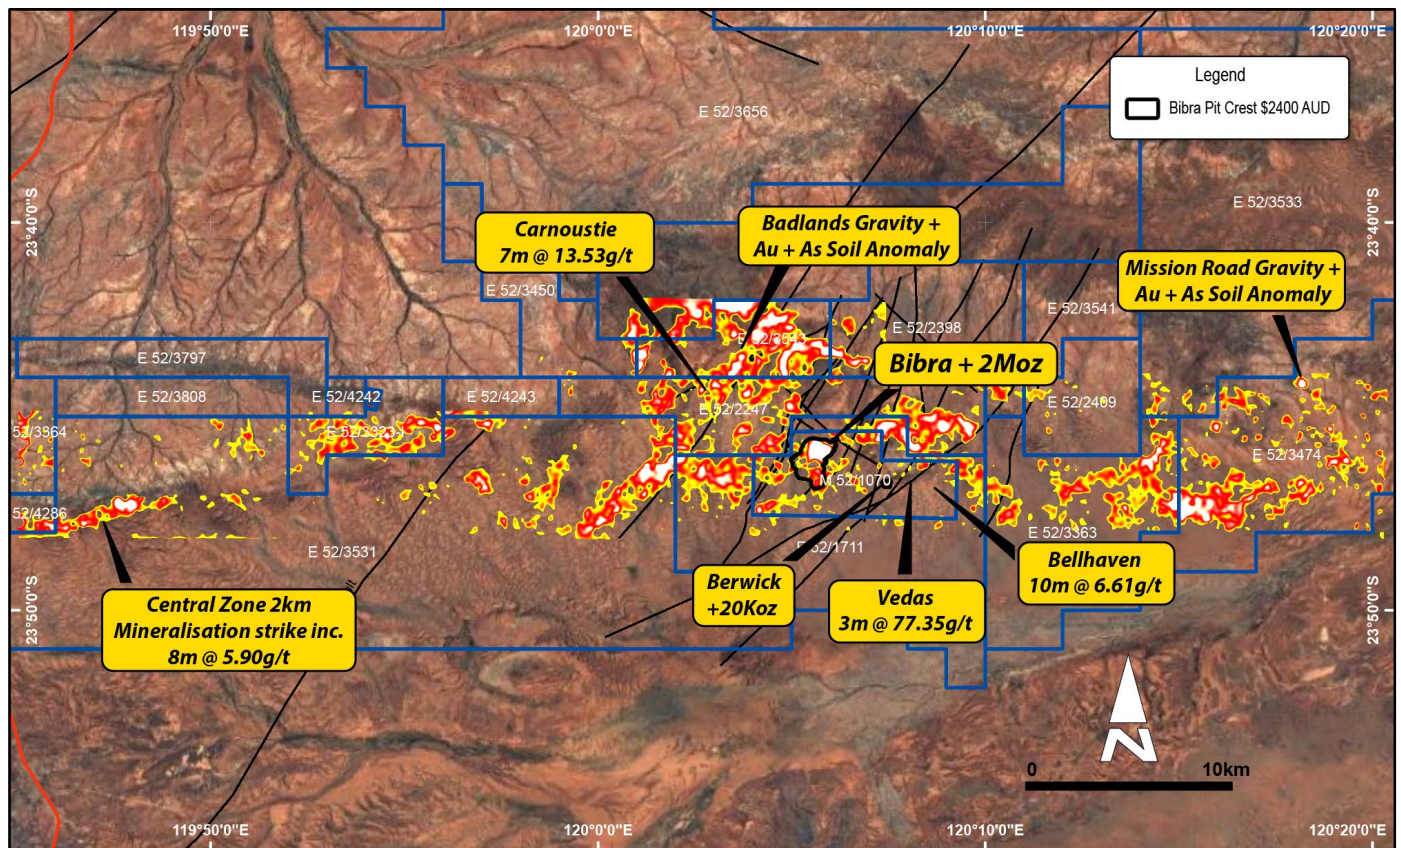 119°50'0"E
120°0'0"E
120°10'0"E
120°20'0"E
Legend
Bibra Pit Crest $2400 AUD
E 52/3656
E 52/3533
23°40'0"S
23°40'0"S
Carnoustie
7m @ 13.53g/t
Badlands Gravity +
Au + As Soil Anomaly
Mission Road Gravity +
Au + As Soil Anomaly
E 52/3450
E 52/3541
E 52/2398
E 52/3543
E 52/3797
Bibra + 2Moz
E 52/3808
E 52/4242
E 52/4243
E 52/2247
E 52/2409
52/3364
E 52/3323-I
E 52/3474
M 52/1070
52/4286
E 52/3531
E 52/1711
E 52/3363
Bellhaven
10m @ 6.61g/t
Berwick
+20Koz
Vedas
3m @ 77.35g/t
Central Zone 2km
Mineralisation strike inc.
8m @ 5.90g/t
23°50'0"S
23°50'0"S
N
0
10km
119°50'0"E
120°0'0"E
120°10'0"E
120°20'0"E